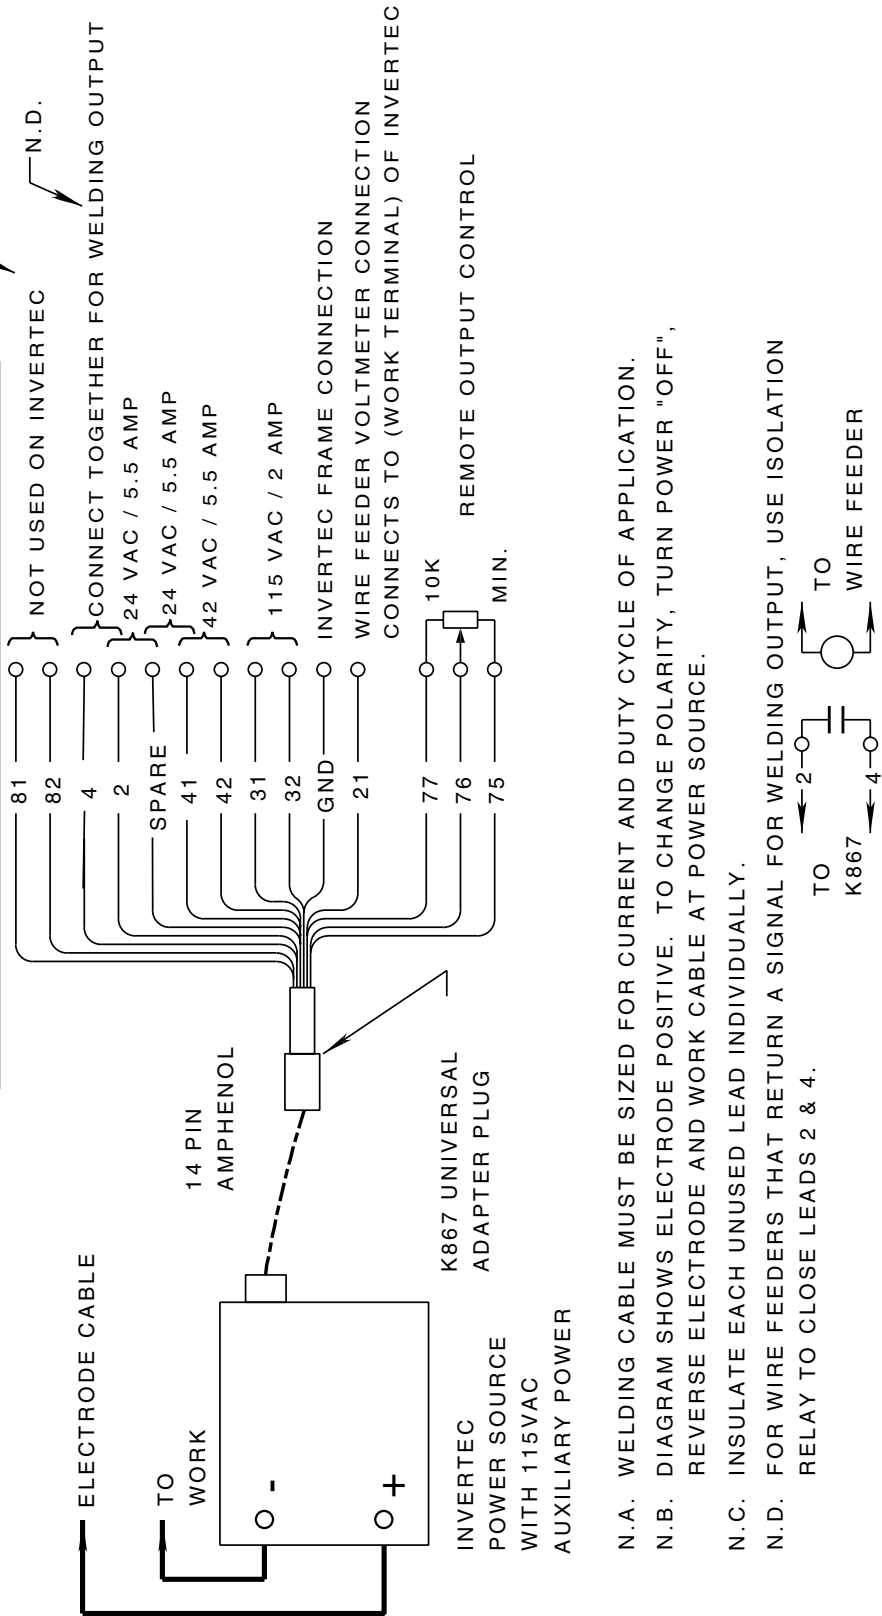 ELECTRODE CABLE
TO
WORK
-
+
INVERTEC
POWER SOURCE
WITH 115VAC
AUXILIARY POWER
14 PIN
AMPHENOL
K867 UNIVERSAL
ADAPTER PLUG
81
82
4
2
SPARE
41
42
31
32
GND
21
77
76
75
NOT USED ON INVERTEC
N.D.
CONNECT TOGETHER FOR WELDING OUTPUT
24 VAC / 5.5 AMP
24 VAC / 5.5 AMP
42 VAC / 5.5 AMP
115 VAC / 2 AMP
INVERTEC FRAME CONNECTION
WIRE FEEDER VOLTMETER CONNECTION
CONNECTS TO (WORK TERMINAL) OF INVERTEC
10K
REMOTE OUTPUT CONTROL
MIN.
N.A. WELDING CABLE MUST BE SIZED FOR CURRENT AND DUTY CYCLE OF APPLICATION.
N.B. DIAGRAM SHOWS ELECTRODE POSITIVE. TO CHANGE POLARITY, TURN POWER "OFF",
REVERSE ELECTRODE AND WORK CABLE AT POWER SOURCE.
N.C. INSULATE EACH UNUSED LEAD INDIVIDUALLY.
N.D. FOR WIRE FEEDERS THAT RETURN A SIGNAL FOR WELDING OUTPUT, USE ISOLATION
RELAY TO CLOSE LEADS 2 & 4.
TO
K867
2
4
TO
WIRE FEEDER